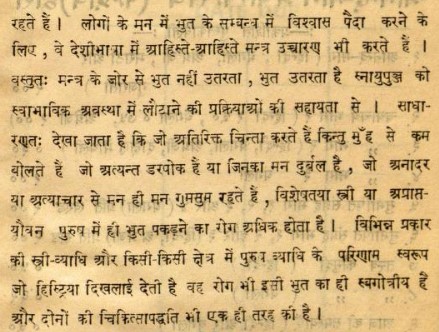 रहते हैं । लोगों के मन में भुत के सम्बन्ध में विश्वास पैदा करने के
लिए , वे देशीभाषा में आहिस्ते-आहिस्ते मन्त्र उच्चारण भी करते हैं ।
वस्तुतः मन्त्र के जोर से भुत नहीं उतरता , भुत उतरता है स्नायुपुञ्ज को
स्वाभाविक अवस्था में लौटाने की प्रकियाओं की सहायता से । साधा-
रणतः देखा जाता है कि जो अतिरिक्त चिन्ता करते हैं किन्तु मुँह से कम
बोलते हैं जो अत्यन्त डरपोक है या जिनका मन दुर्बल है , जो अनादर
या अत्याचार से मन ही मन गुमसुम रहते है , विशेषतया स्त्री या अप्राप्त-
यौवन पुरुष में ही भुत पकड़ने का रोग अधिक होता है । विभिन्न प्रकार
की स्त्री-व्याधि और किसी-किसी क्षेत्र में पुरुष व्याधि के परिणाम स्वरूप
जो हिस्ट्रिया दिखलाई देती है वह रोग भी इसी भुत का ही स्वगोत्रीय है
और दोनों की चिकित्सापद्धति भी एक ही तरह की है ।